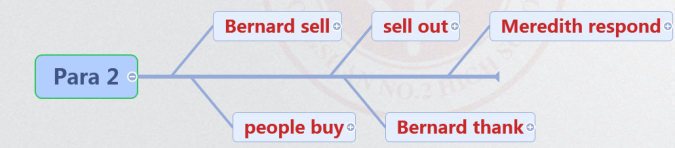 Bernard sell
sell out
Meredith respond
Para 2
people buy
Bernard thank